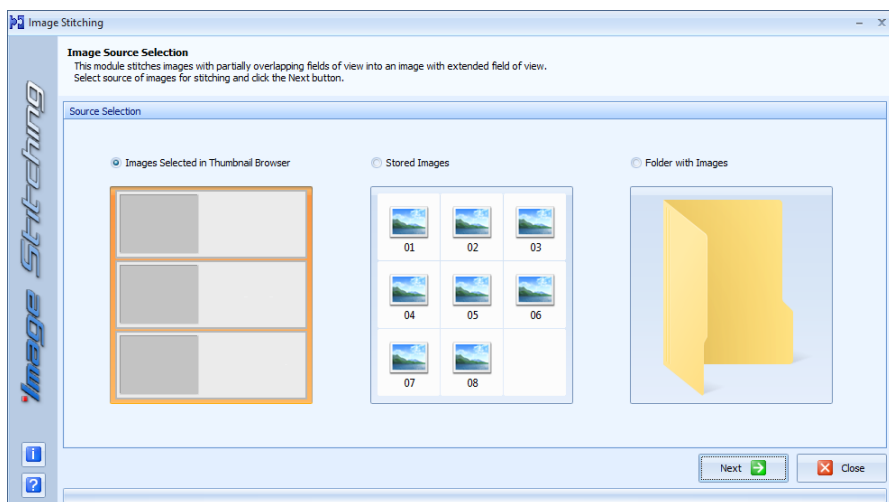 Image Stitching
Image Source Selection
This module stitches images with partially overlapping fields of view into an image with extended field of view.
Select source of images for stitching and click the Next button.
Image Stitching
Source Selection
Images Selected in Thumbnail Browser
Stored Images
Folder with Images
01 02 03
04 05 06
07 08
i
?
Next
Close